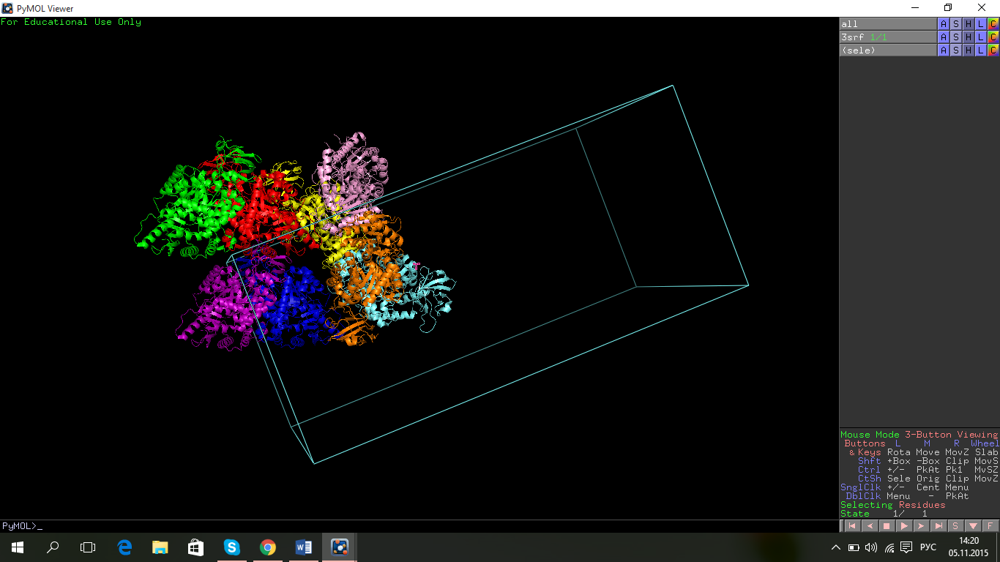 PyMOL Viewer
For Educational Use Only
all A S H L C
3srf 1/1 A S H L C
(sele) A S H L C
Mouse Mode 3-Button Viewing
Buttons L M R Wheel
& Keys Rota Move MovZ Slab
Shft +Box -Box Clip MovS
Ctrl +/- PkAt Pk1 MvSZ
CtSh Sele Orig Clip MovZ
SnglClk +/- Cent Menu
DblClk Menu - PkAt
Selecting Residues
State 1/ 1
PyMOL>_
S F
РУС
14:20
05.11.2015